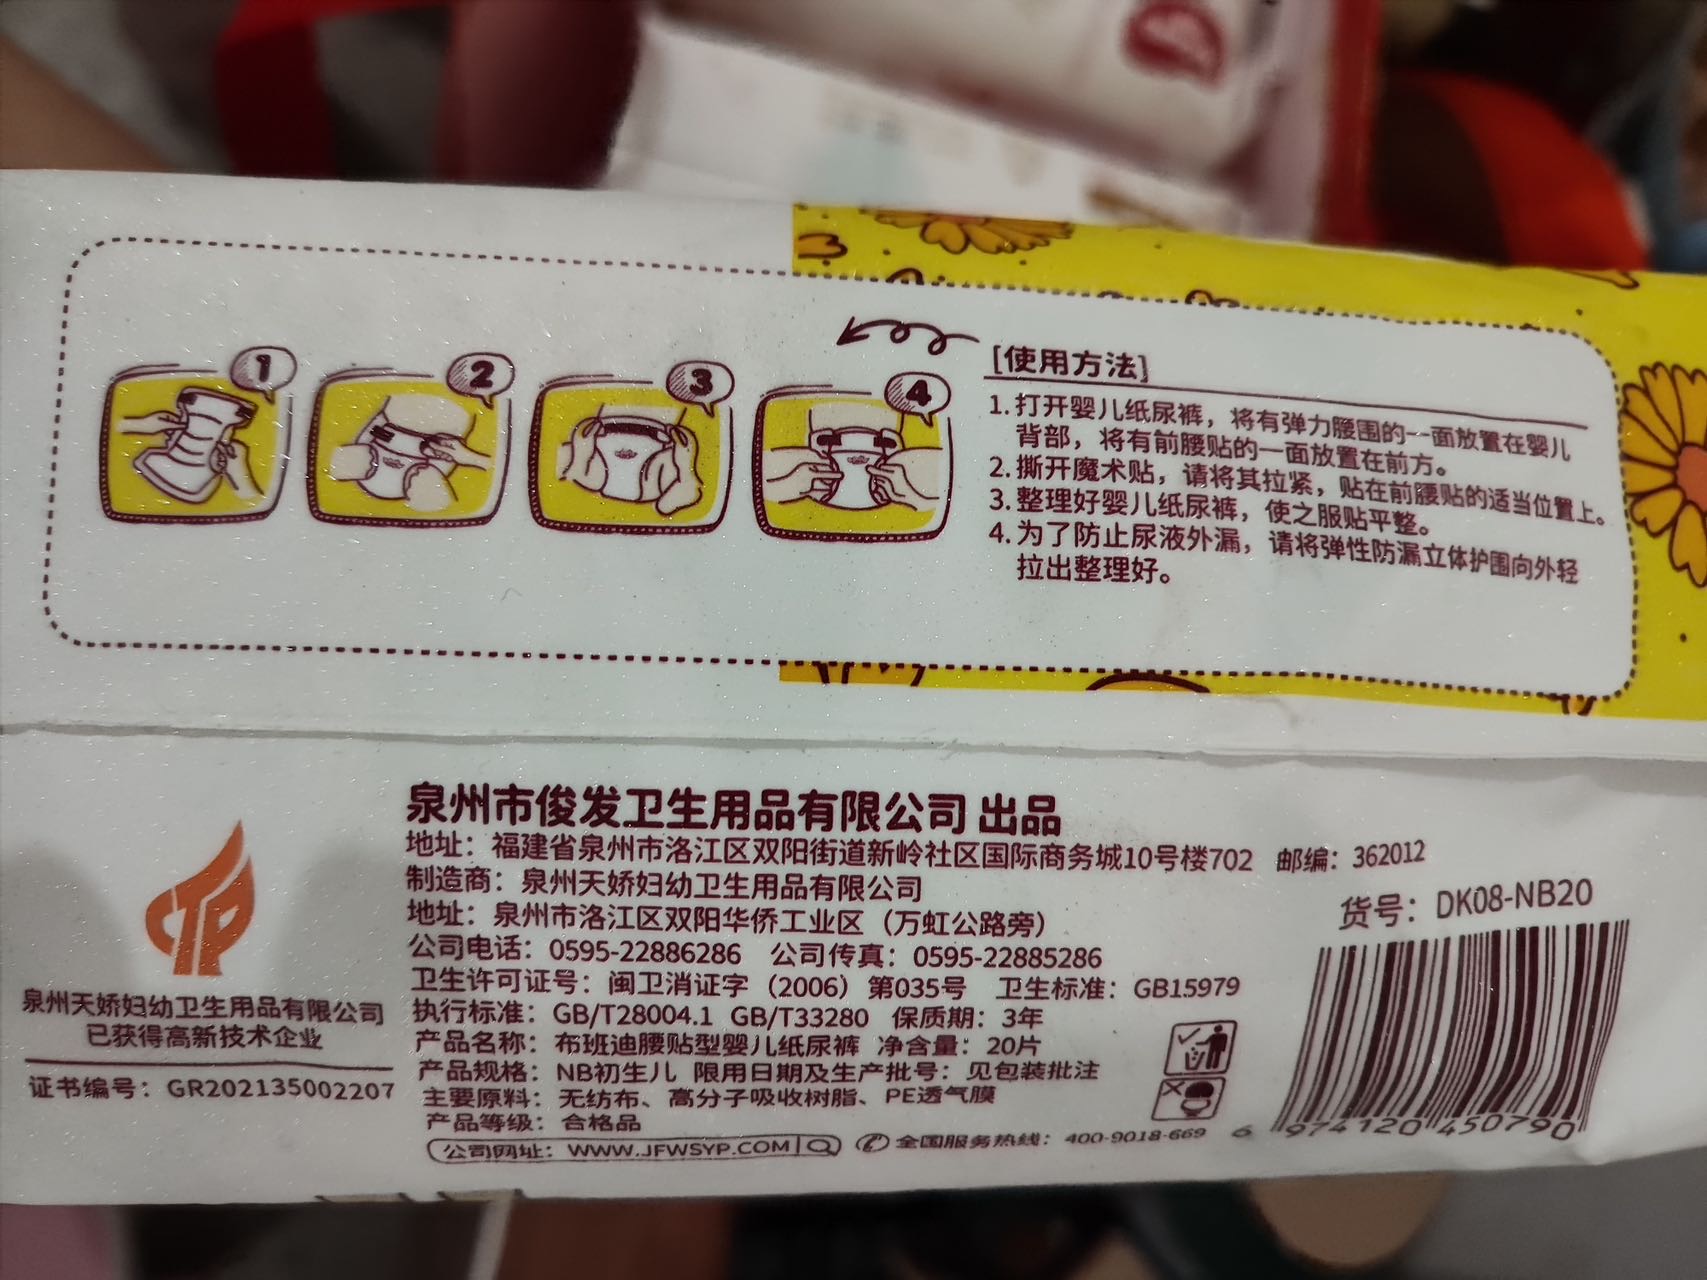 1
2
3
4
[使用方法]
1.打开婴儿纸尿裤，将有弹力腰围的一面放置在婴儿
背部，将有前腰贴的一面放置在前方。
2.撕开魔术贴，请将其拉紧，贴在前腰贴的适当位置上。
3.整理好婴儿纸尿裤，使之服贴平整。
4.为了防止尿液外漏，请将弹性防漏立体护围向外轻
拉出整理好。
泉州市俊发卫生用品有限公司 出品
地址：福建省泉州市洛江区双阳街道新岭社区国际商务城10号楼702 邮编：362012
制造商：泉州天娇妇幼卫生用品有限公司
地址：泉州市洛江区双阳华侨工业区（万虹公路旁）
公司电话：0595-22886286 公司传真：0595-22885286
卫生许可证号：闽卫消证字（2006）第035号 卫生标准：GB15979
执行标准：GB/T28004.1 GB/T33280 保质期：3年
产品名称：布班迪腰贴型婴儿纸尿裤 净含量：20片
产品规格：NB初生儿 限用日期及生产批号：见包装批注
主要原料：无纺布、高分子吸收树脂、PE透气膜
产品等级：合格品
公司网址：WWW.JFWSYP.COM 全国服务热线：400-9018-669
CTP
泉州天娇妇幼卫生用品有限公司
已获得高新技术企业
证书编号：GR202135002207
货号：DK08-NB20
6 974120 450790